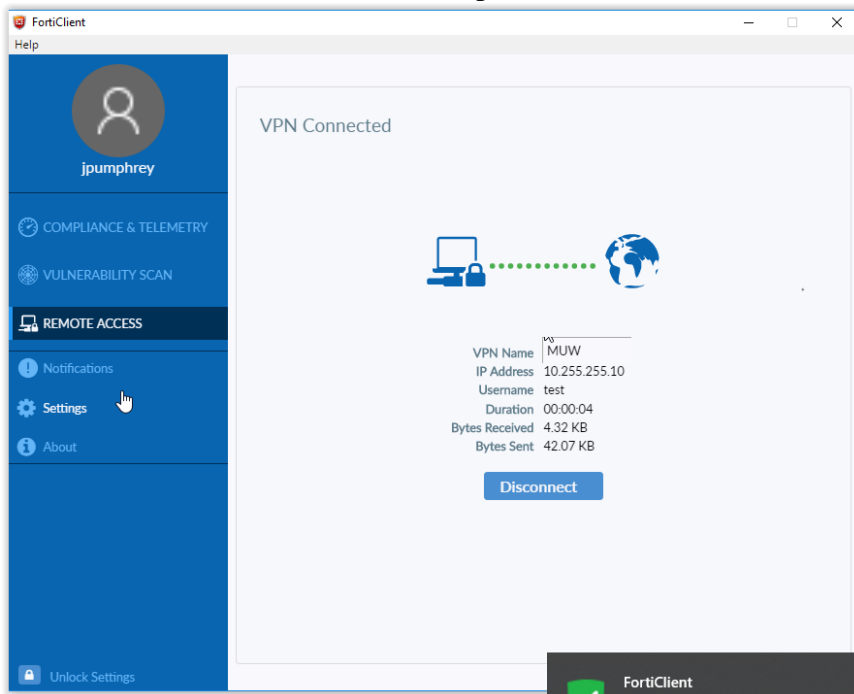 FortiClient
Help
jpumphrey
COMPLIANCE & TELEMETRY
VULNERABILITY SCAN
REMOTE ACCESS
Notifications
Settings
About
Unlock Settings
VPN Connected
VPN Name MUW
IP Address 10.255.255.10
Username test
Duration 00:00:04
Bytes Received 4.32 KB
Bytes Sent 42.07 KB
Disconnect
FortiClient